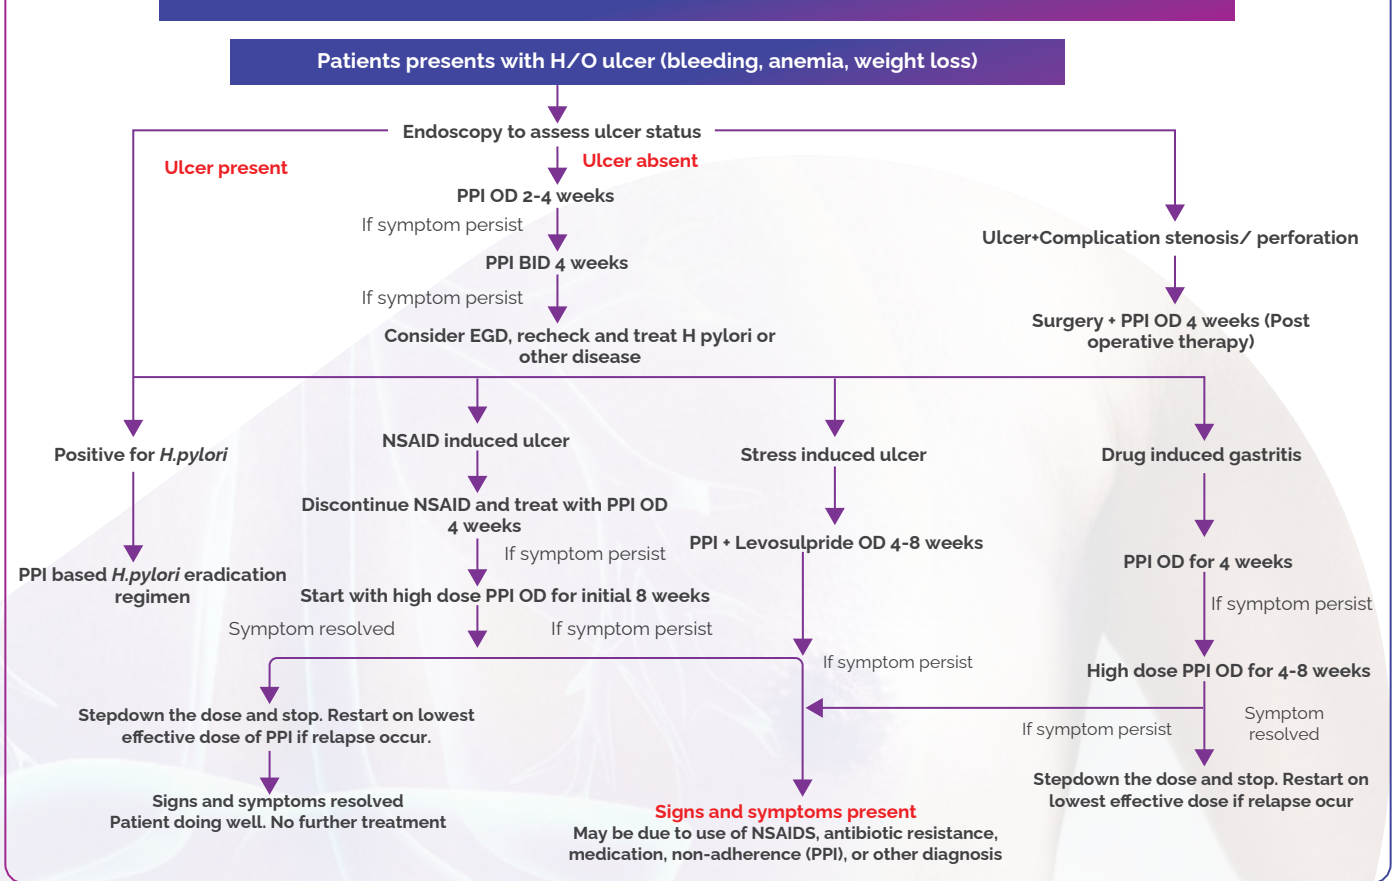 Patients presents with H/O ulcer (bleeding, anemia, weight loss)
Endoscopy to assess ulcer status
Ulcer present
Ulcer absent
PPI OD 2-4 weeks
If symptom persist
PPI BID 4 weeks
If symptom persist
Consider EGD, recheck and treat H pylori or
other disease
Ulcer+Complication stenosis/ perforation
Surgery + PPI OD 4 weeks (Post
operative therapy)
Positive for H.pylori
PPI based H.pylori eradication
regimen
NSAID induced ulcer
Discontinue NSAID and treat with PPI OD
4 weeks
If symptom persist
Start with high dose PPI OD for initial 8 weeks
Symptom resolved
If symptom persist
Stepdown the dose and stop. Restart on lowest
effective dose of PPI if relapse occur.
Signs and symptoms resolved
Patient doing well. No further treatment
Stress induced ulcer
PPI + Levosulpride OD 4-8 weeks
If symptom persist
Signs and symptoms present
May be due to use of NSAIDS, antibiotic resistance,
medication, non-adherence (PPI), or other diagnosis
Drug induced gastritis
PPI OD for 4 weeks
If symptom persist
High dose PPI OD for 4-8 weeks
If symptom persist
Symptom
resolved
Stepdown the dose and stop. Restart on
lowest effective dose if relapse occur